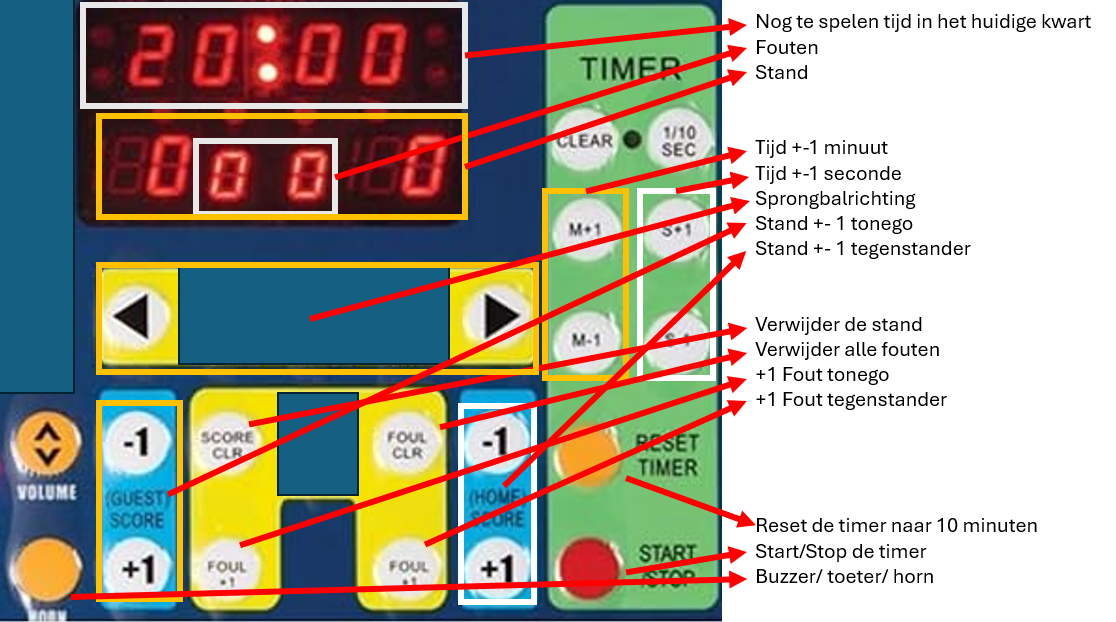 20:00
Nog te spelen tijd in het huidige kwart
Fouten
Stand
TIMER
CLEAR
1/10
SEC
0 0 0 0
Tijd +-1 minuut
Tijd +-1 seconde
Sprongbalrichting
Stand +- 1 tonego
Stand +- 1 tegenstander
M+1
S+1
M-1
S-1
Verwijder de stand
Verwijder alle fouten
+1 Fout tonego
+1 Fout tegenstander
-1
SCORE
CLR
FOUL
CLR
-1
RESET
TIMER
VOLUME
(GUEST)
SCORE
(HOME)
SCORE
+1
FOUL
+1
FOUL
+1
+1
START
/STOP
HORN
Reset de timer naar 10 minuten
Start/Stop de timer
Buzzer/ toeter/ horn